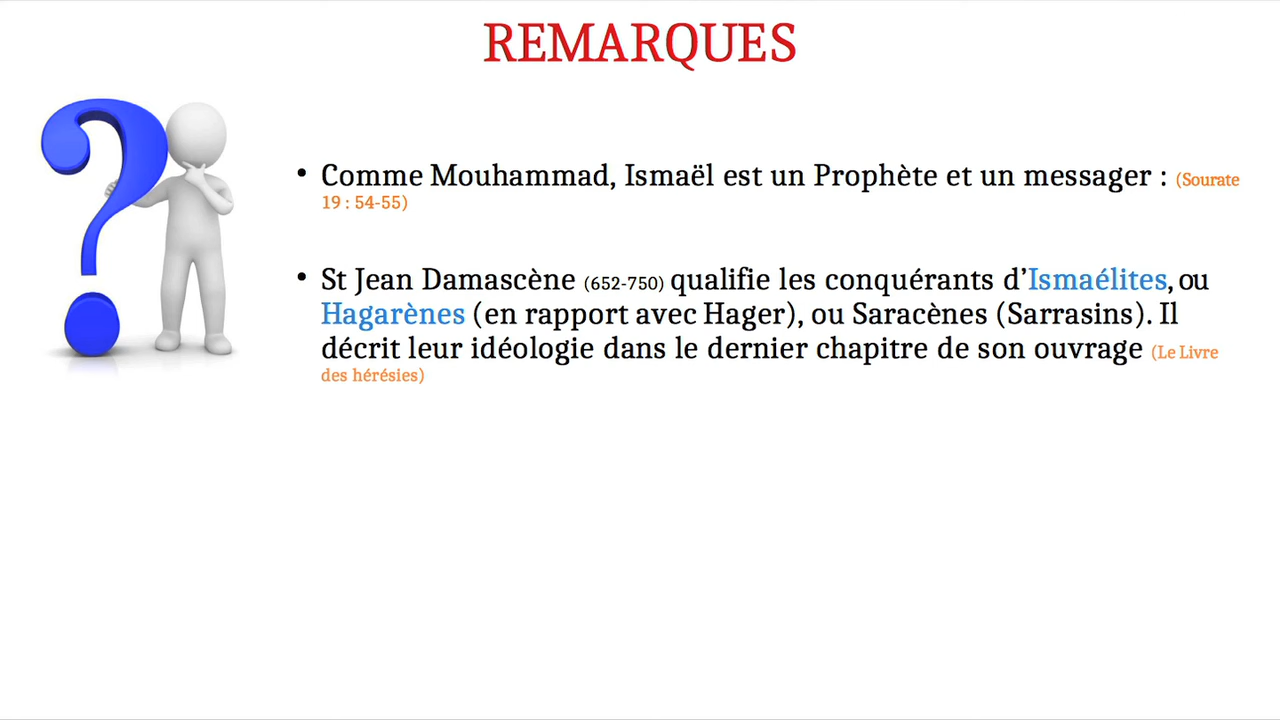 REMARQUES
• Comme Mouhammad, Ismaël est un Prophète et un messager : (Sourate
19 : 54-55)
• St Jean Damascène (652-750) qualifie les conquérants d’Ismaélites, ou
Hagarènes (en rapport avec Hager), ou Saracènes (Sarrasins). Il
décrit leur idéologie dans le dernier chapitre de son ouvrage (Le Livre
des hérésies)